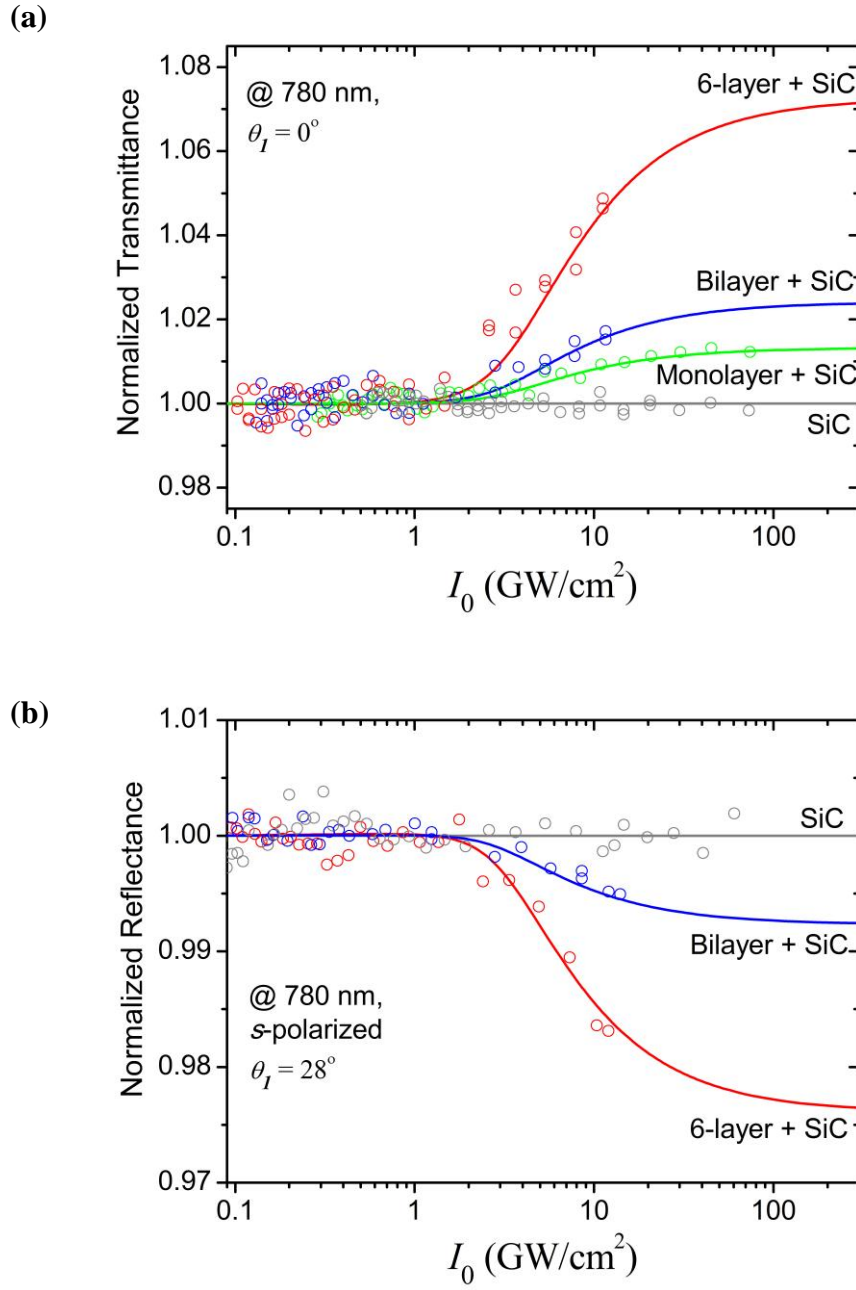 (a)
1.08
1.06
1.04
1.02
1.00
0.98
Normalized Transmittance
@ 780 nm,
θ_I = 0°
6-layer + SiC
Bilayer + SiC
Monolayer + SiC
SiC
0.1
1
10
100
I₀ (GW/cm²)
(b)
1.01
1.00
0.99
0.98
0.97
Normalized Reflectance
SiC
Bilayer + SiC
@ 780 nm,
s-polarized
θ_I = 28°
6-layer + SiC
0.1
1
10
100
I₀ (GW/cm²)